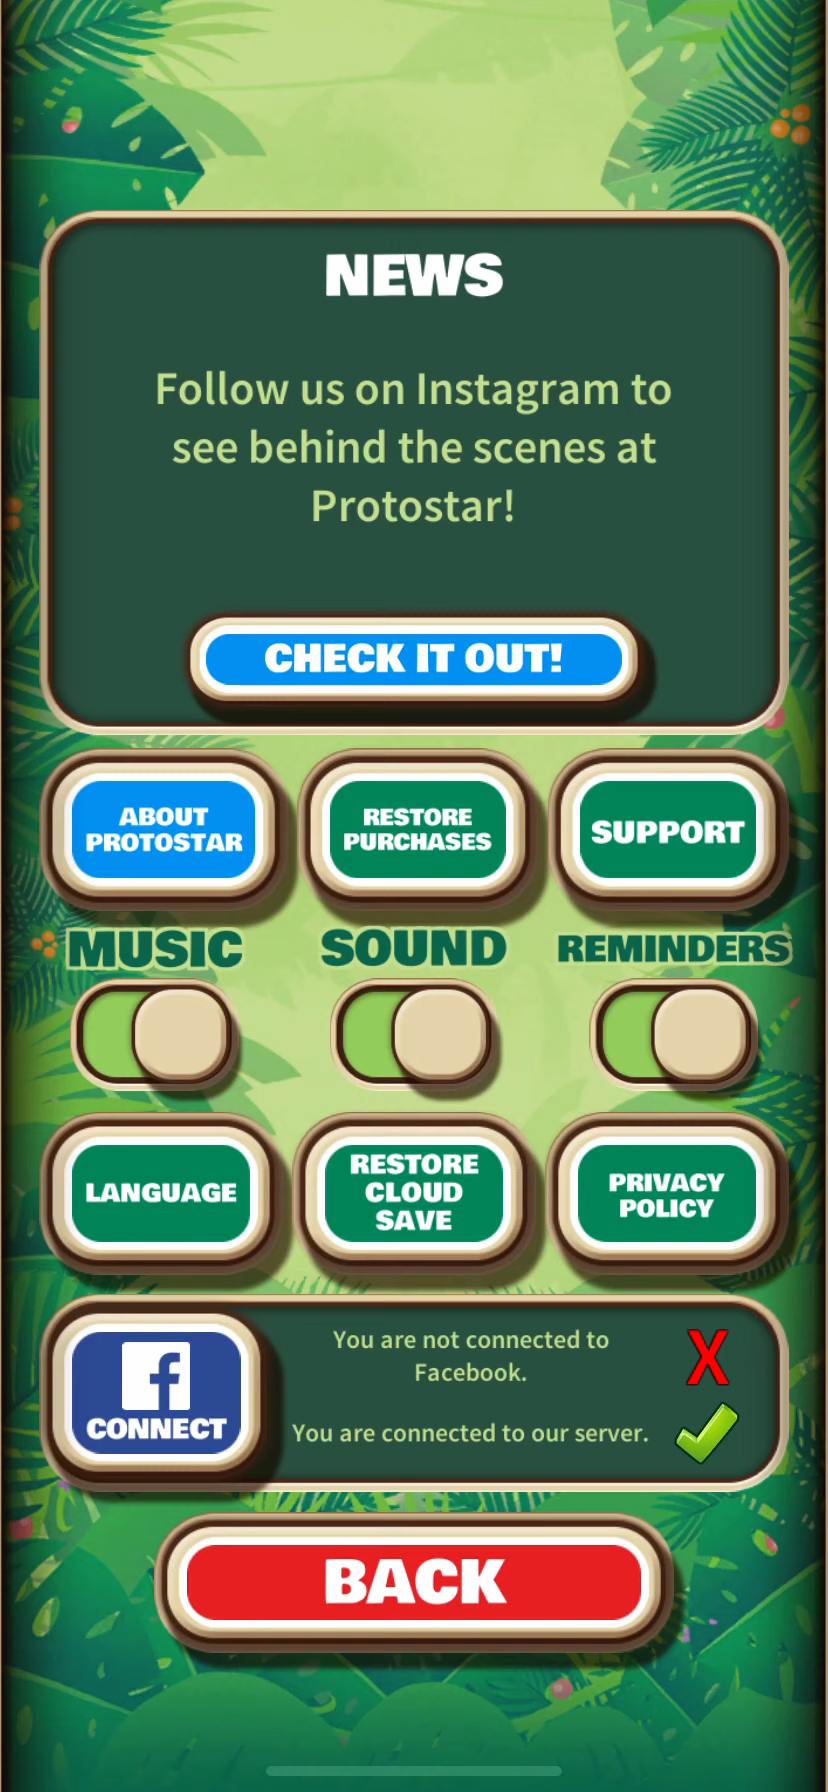 NEWS
Follow us on Instagram to
see behind the scenes at
Protostar!
CHECK IT OUT!
ABOUT
PROTOSTAR
RESTORE
PURCHASES
SUPPORT
MUSIC
SOUND
REMINDERS
LANGUAGE
RESTORE
CLOUD
SAVE
PRIVACY
POLICY
CONNECT
You are not connected to
Facebook.
You are connected to our server.
BACK